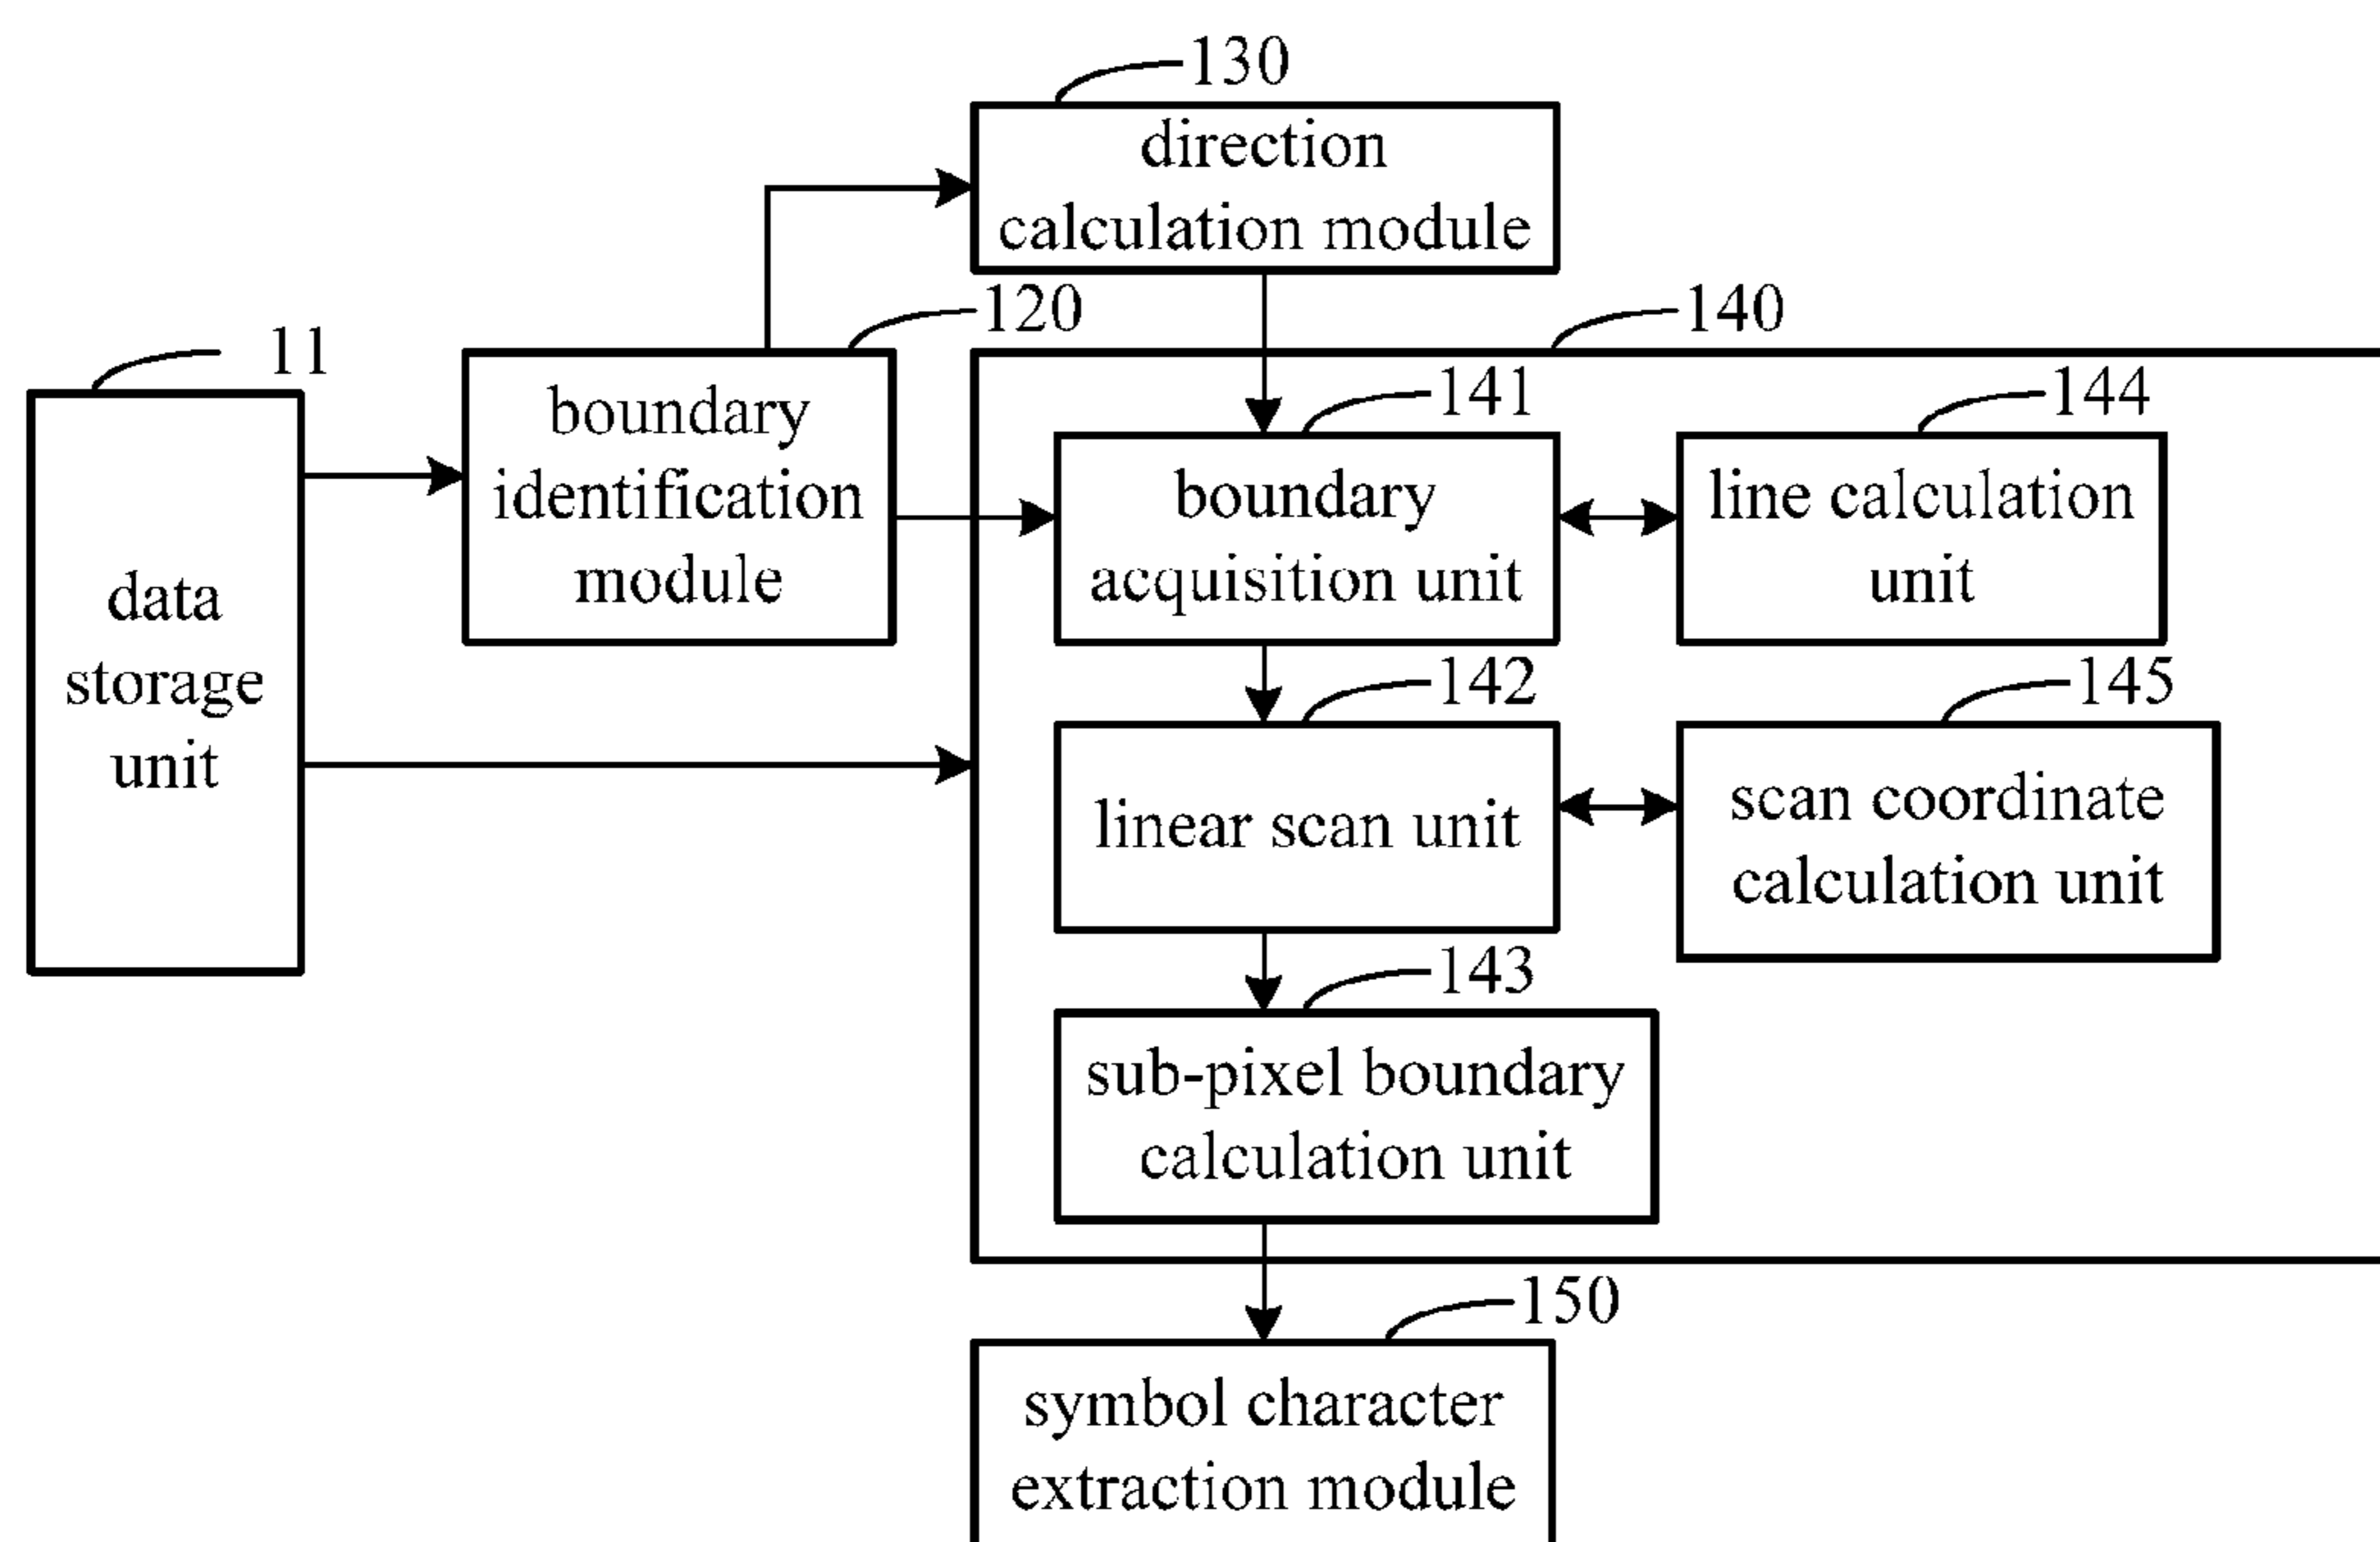 130
direction
calculation module
120
140
11
boundary
identification
module
141
boundary
acquisition unit
144
line calculation
unit
data
storage
unit
142
linear scan unit
145
scan coordinate
calculation unit
143
sub-pixel boundary
calculation unit
150
symbol character
extraction module